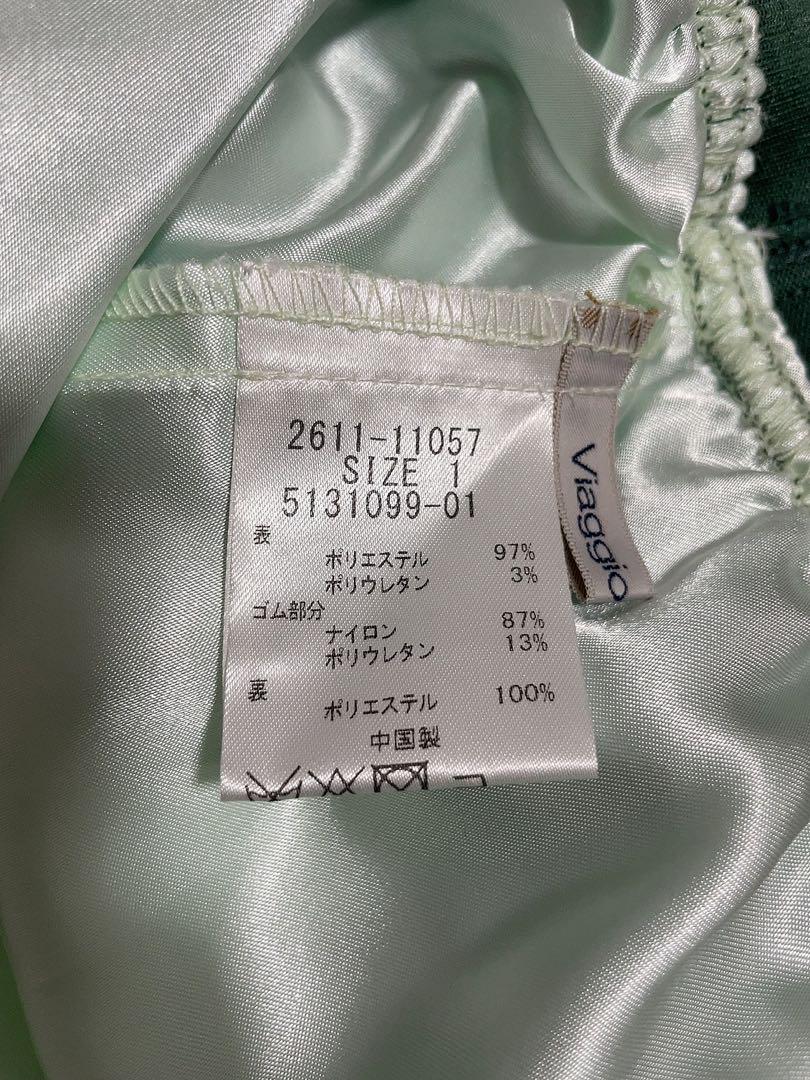 2611-11057
SIZE 1
5131099-01
表
ポリエステル 97%
ポリウレタン 3%
ゴム部分
ナイロン 87%
ポリウレタン 13%
裏
ポリエステル 100%
中国製
Viaggio